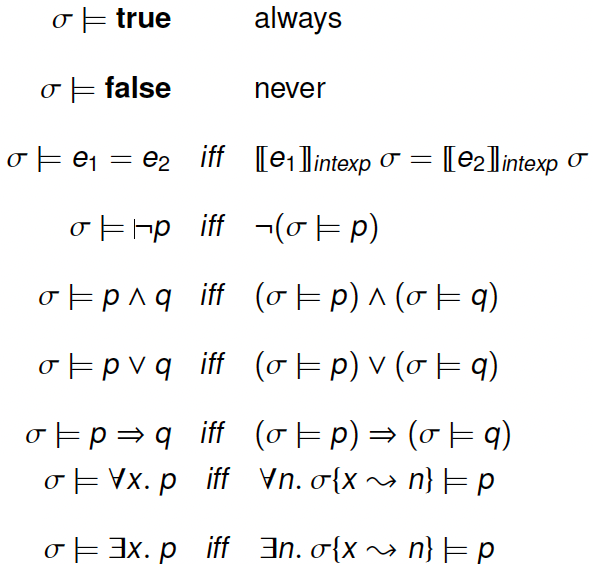 σ ⊨ true always
σ ⊨ false never
σ ⊨ e₁ = e₂ iff ⟦e₁⟧intexp σ = ⟦e₂⟧intexp σ
σ ⊨ ⊢¬p iff ¬(σ ⊨ p)
σ ⊨ p ∧ q iff (σ ⊨ p) ∧ (σ ⊨ q)
σ ⊨ p ∨ q iff (σ ⊨ p) ∨ (σ ⊨ q)
σ ⊨ p ⇒ q iff (σ ⊨ p) ⇒ (σ ⊨ q)
σ ⊨ ∀x. p iff ∀n. σ{x ⇝ n} ⊨ p
σ ⊨ ∃x. p iff ∃n. σ{x ⇝ n} ⊨ p